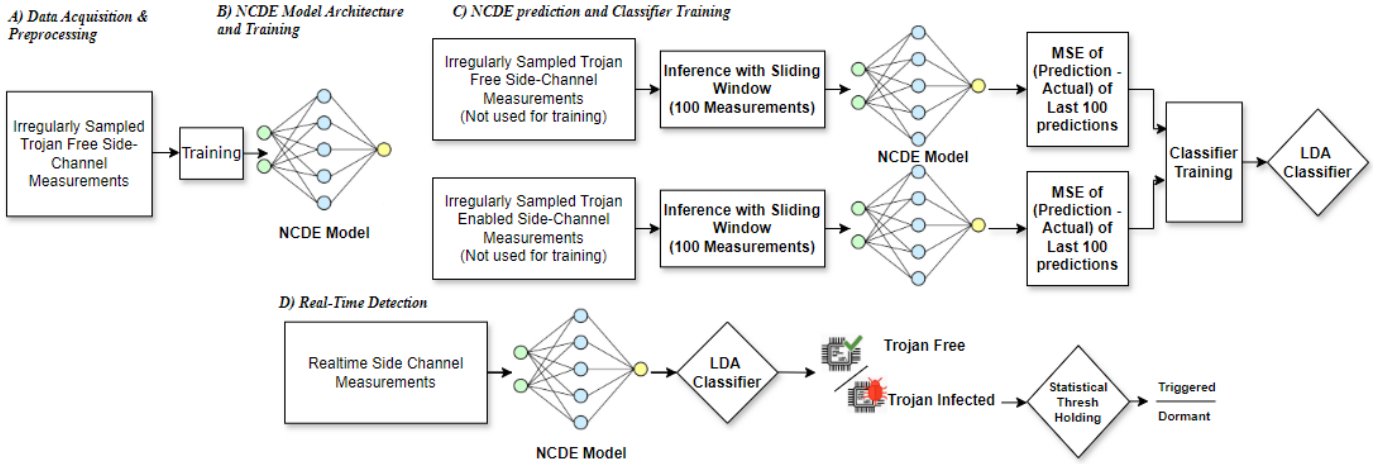 A) Data Acquisition &
Preprocessing
B) NCDE Model Architecture
and Training
C) NCDE prediction and Classifier Training
Irregularly Sampled
Trojan Free Side-
Channel
Measurements
Training
NCDE Model
Irregularly Sampled Trojan
Free Side-Channel
Measurements
(Not used for training)
Inference with Sliding
Window
(100 Measurements)
NCDE Model
MSE of
(Prediction -
Actual) of
Last 100
predictions
Irregularly Sampled Trojan
Enabled Side-Channel
Measurements
(Not used for training)
Inference with Sliding
Window
(100 Measurements)
MSE of
(Prediction -
Actual) of
Last 100
predictions
Classifier
Training
LDA
Classifier
D) Real-Time Detection
Realtime Side Channel
Measurements
NCDE Model
LDA
Classifier
Trojan Free
Trojan Infected
Statistical
Thresh
Holding
Triggered
Dormant